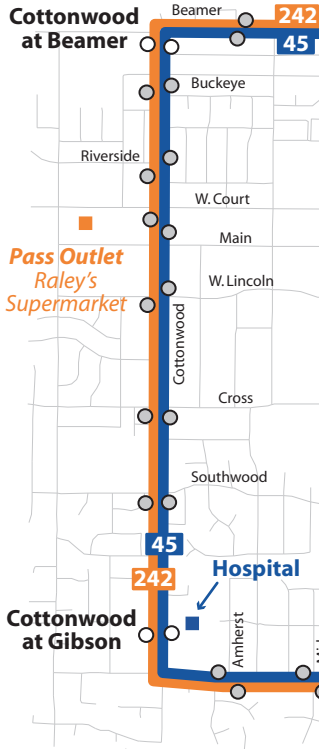 Cottonwood
at Beamer
Beamer
242
45
Buckeye
Riverside
W. Court
Main
Pass Outlet
Raley's
Supermarket
W. Lincoln
Cottonwood
Cross
Southwood
45
242
Hospital
Cottonwood
at Gibson
Amherst